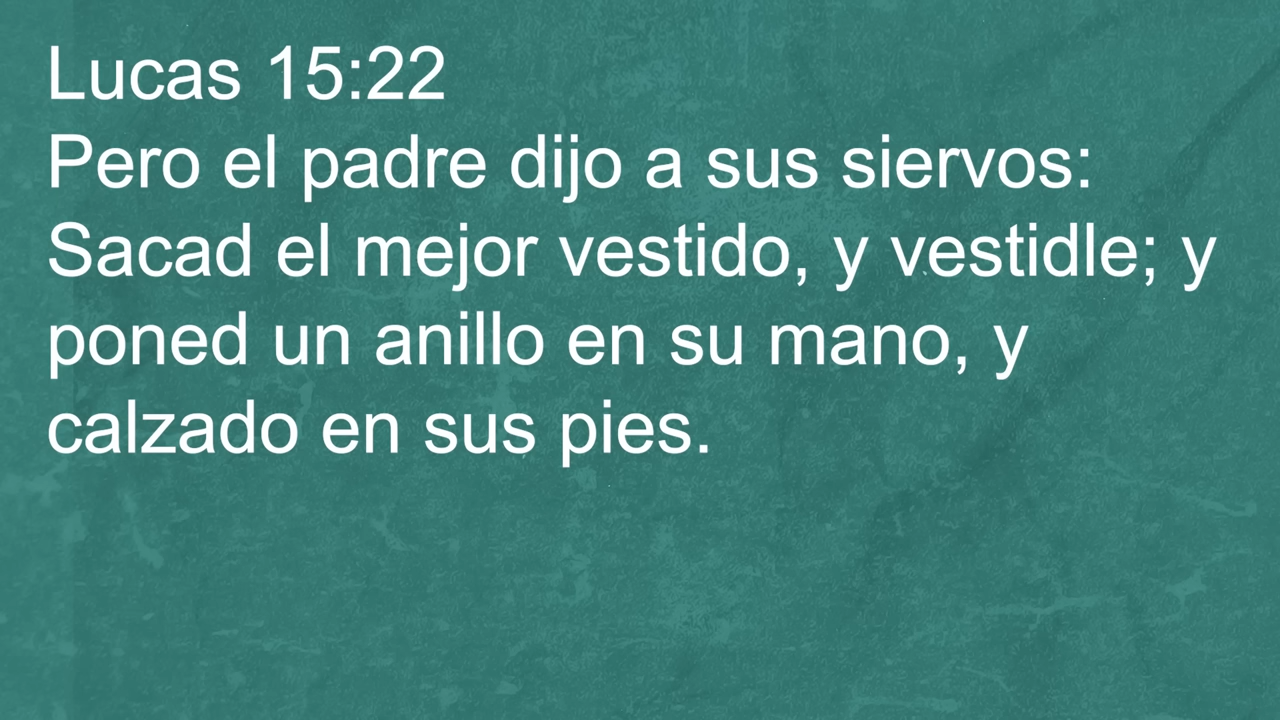 Lucas 15:22
Pero el padre dijo a sus siervos:
Sacad el mejor vestido, y vestidle; y
poned un anillo en su mano, y
calzado en sus pies.